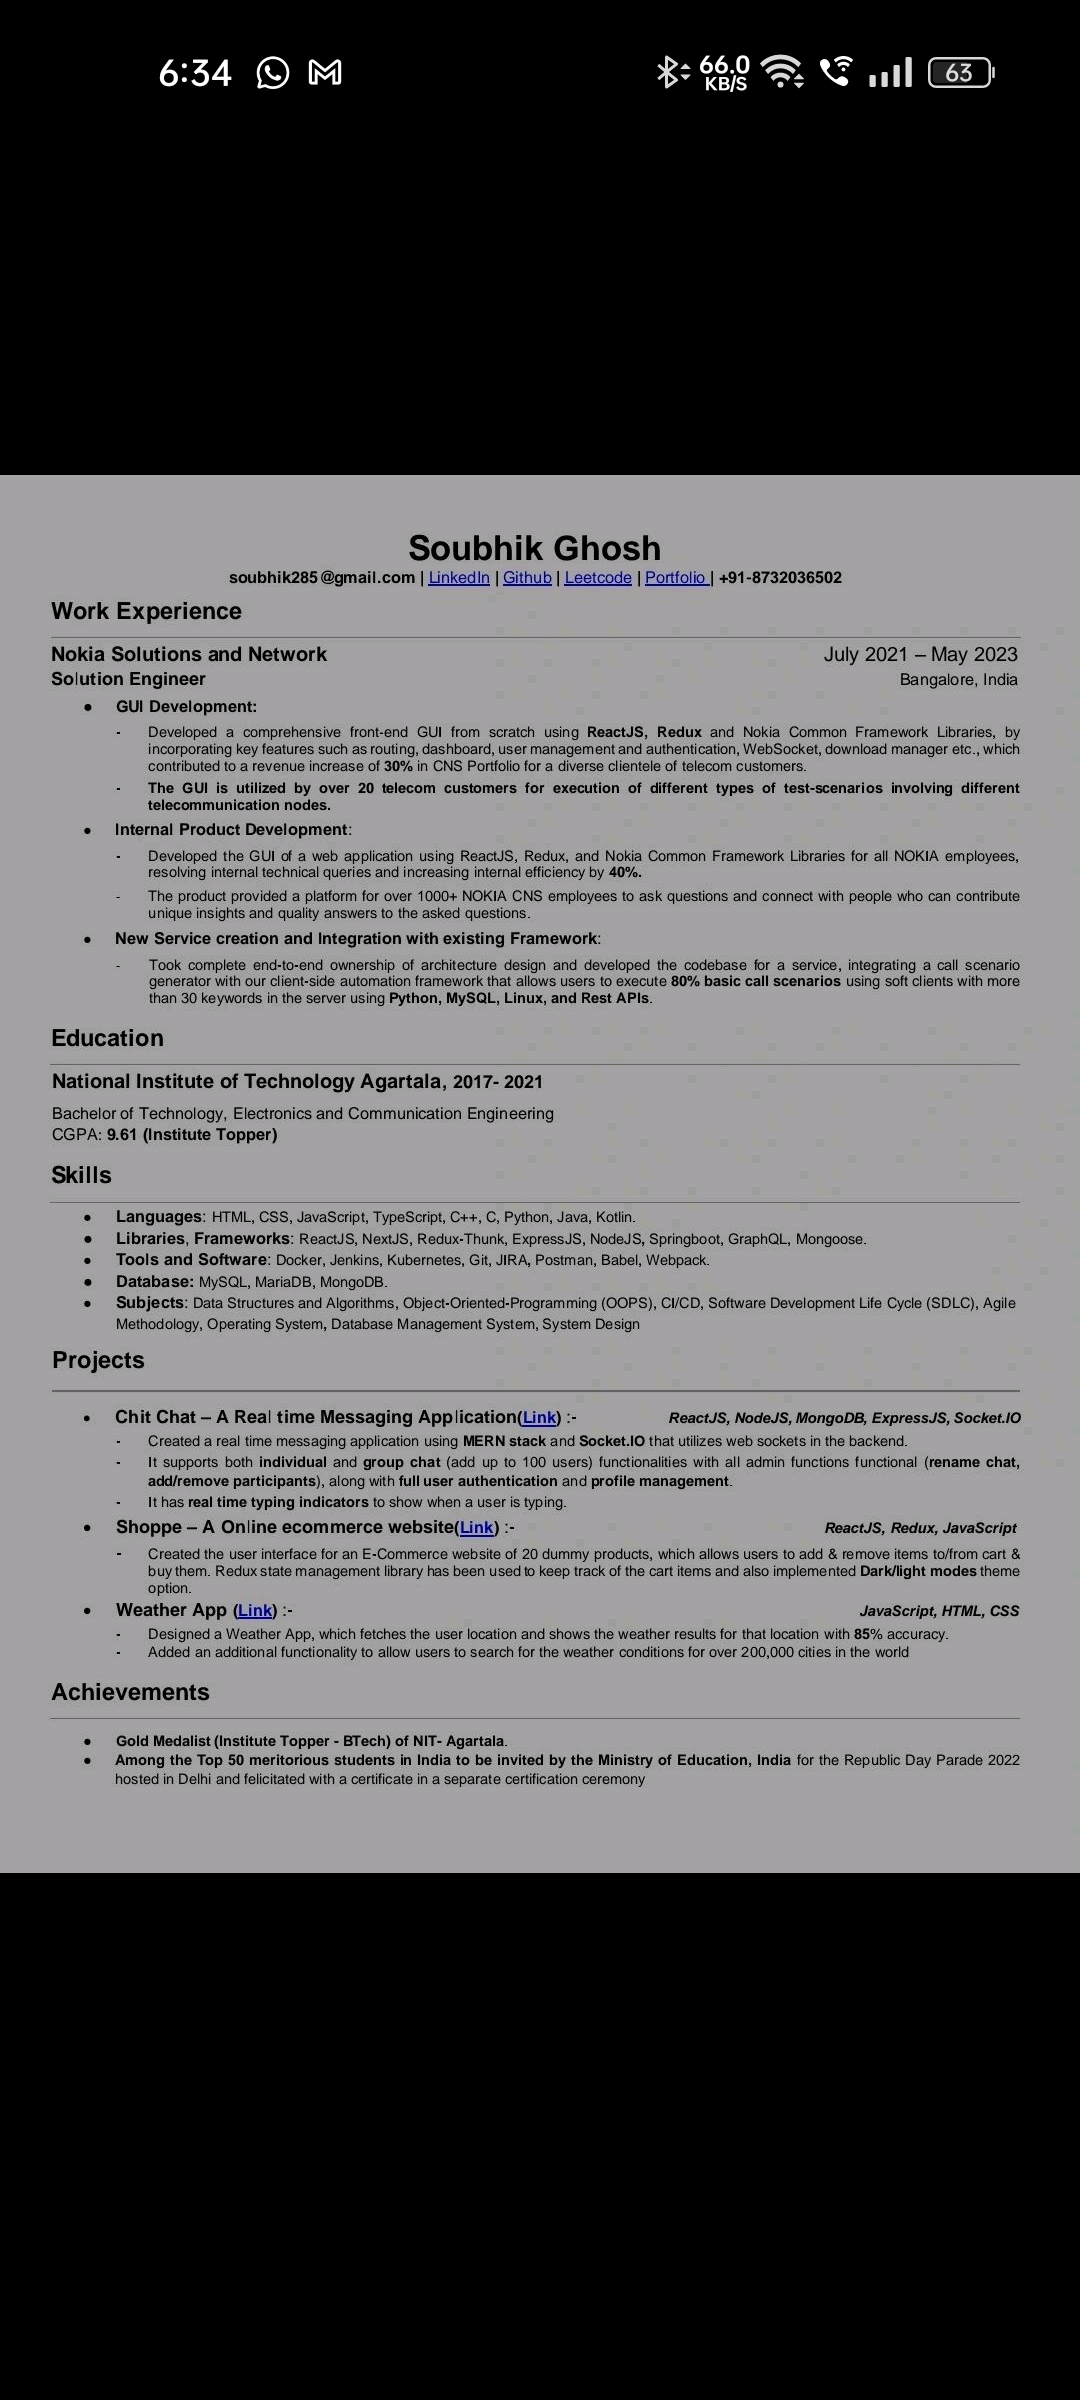 6:34 66.0 KB/S 63
Soubhik Ghosh
soubhik285@gmail.com | LinkedIn | Github | Leetcode | Portfolio | +91-8732036502
Work Experience
Nokia Solutions and Network July 2021 – May 2023
Solution Engineer Bangalore, India
● GUI Development:
- Developed a comprehensive front-end GUI from scratch using ReactJS, Redux and Nokia Common Framework Libraries, by
incorporating key features such as routing, dashboard, user management and authentication, WebSocket, download manager etc., which
contributed to a revenue increase of 30% in CNS Portfolio for a diverse clientele of telecom customers.
- The GUI is utilized by over 20 telecom customers for execution of different types of test-scenarios involving different
telecommunication nodes.
● Internal Product Development:
- Developed the GUI of a web application using ReactJS, Redux, and Nokia Common Framework Libraries for all NOKIA employees,
resolving internal technical queries and increasing internal efficiency by 40%.
- The product provided a platform for over 1000+ NOKIA CNS employees to ask questions and connect with people who can contribute
unique insights and quality answers to the asked questions.
● New Service creation and Integration with existing Framework:
- Took complete end-to-end ownership of architecture design and developed the codebase for a service, integrating a call scenario
generator with our client-side automation framework that allows users to execute 80% basic call scenarios using soft clients with more
than 30 keywords in the server using Python, MySQL, Linux, and Rest APIs.
Education
National Institute of Technology Agartala, 2017- 2021
Bachelor of Technology, Electronics and Communication Engineering
CGPA: 9.61 (Institute Topper)
Skills
● Languages: HTML, CSS, JavaScript, TypeScript, C++, C, Python, Java, Kotlin.
● Libraries, Frameworks: ReactJS, NextJS, Redux-Thunk, ExpressJS, NodeJS, Springboot, GraphQL, Mongoose.
● Tools and Software: Docker, Jenkins, Kubernetes, Git, JIRA, Postman, Babel, Webpack.
● Database: MySQL, MariaDB, MongoDB.
● Subjects: Data Structures and Algorithms, Object-Oriented-Programming (OOPS), CI/CD, Software Development Life Cycle (SDLC), Agile
Methodology, Operating System, Database Management System, System Design
Projects
● Chit Chat – A Real time Messaging Application(Link) :- ReactJS, NodeJS, MongoDB, ExpressJS, Socket.IO
- Created a real time messaging application using MERN stack and Socket.IO that utilizes web sockets in the backend.
- It supports both individual and group chat (add up to 100 users) functionalities with all admin functions functional (rename chat,
add/remove participants), along with full user authentication and profile management.
- It has real time typing indicators to show when a user is typing.
● Shoppe – A Online ecommerce website(Link) :- ReactJS, Redux, JavaScript
- Created the user interface for an E-Commerce website of 20 dummy products, which allows users to add & remove items to/from cart &
buy them. Redux state management library has been used to keep track of the cart items and also implemented Dark/light modes theme
option.
● Weather App (Link) :- JavaScript, HTML, CSS
- Designed a Weather App, which fetches the user location and shows the weather results for that location with 85% accuracy.
- Added an additional functionality to allow users to search for the weather conditions for over 200,000 cities in the world
Achievements
● Gold Medalist (Institute Topper - BTech) of NIT- Agartala.
● Among the Top 50 meritorious students in India to be invited by the Ministry of Education, India for the Republic Day Parade 2022
hosted in Delhi and felicitated with a certificate in a separate certification ceremony